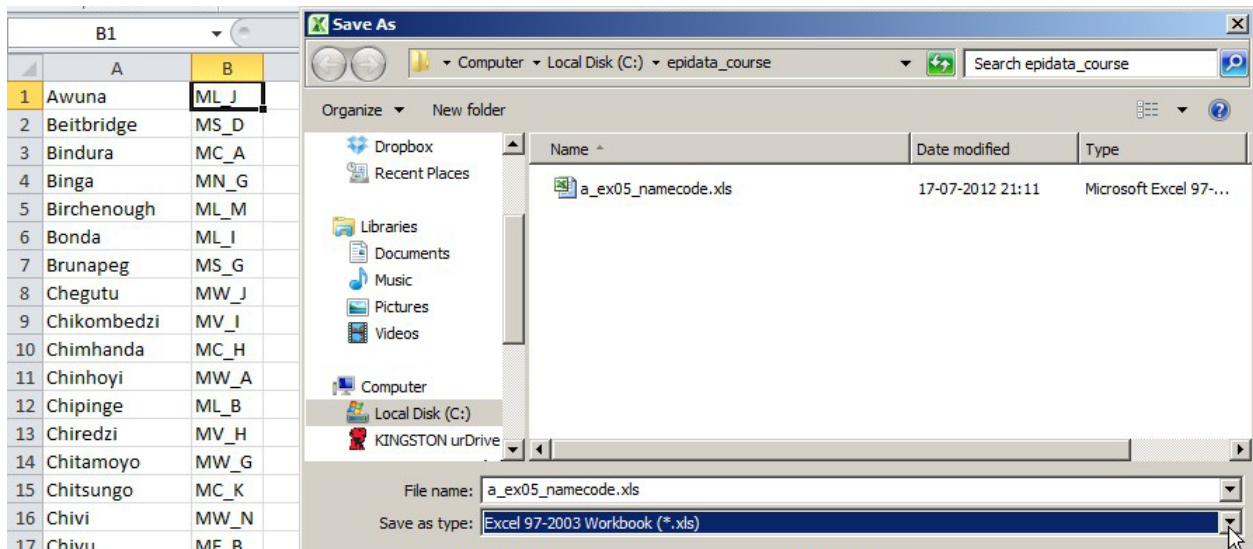 B1
A B
1 Awuna ML_J
2 Beitbridge MS_D
3 Bindura MC_A
4 Binga MN_G
5 Birchenough ML_M
6 Bonda ML_I
7 Brunapeg MS_G
8 Chegutu MW_J
9 Chikombedzi MV_I
10 Chimhanda MC_H
11 Chinhoyi MW_A
12 Chipinge ML_B
13 Chiredzi MV_H
14 Chitamoyo MW_G
15 Chitsungo MC_K
16 Chivi MW_N
17 Chivu ME_B
Save As
Computer Local Disk (C:) epidata_course
Search epidata_course
Organize New folder
Dropbox
Recent Places
Libraries
Documents
Music
Pictures
Videos
Computer
Local Disk (C:)
KINGSTON urDrive
Name Date modified Type
a_ex05_namecode.xls 17-07-2012 21:11 Microsoft Excel 97-...
File name: a_ex05_namecode.xls
Save as type: Excel 97-2003 Workbook (*.xls)